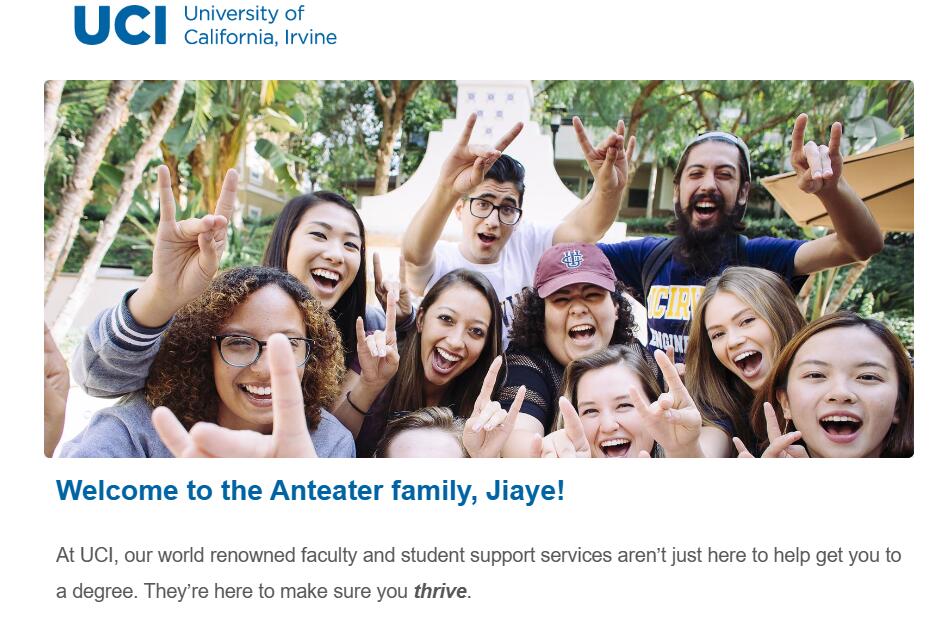 UCI University of
California, Irvine
UCIRV
ENGINE
Welcome to the Anteater family, Jiaye!
At UCI, our world renowned faculty and student support services aren’t just here to help get you to
a degree. They’re here to make sure you thrive.